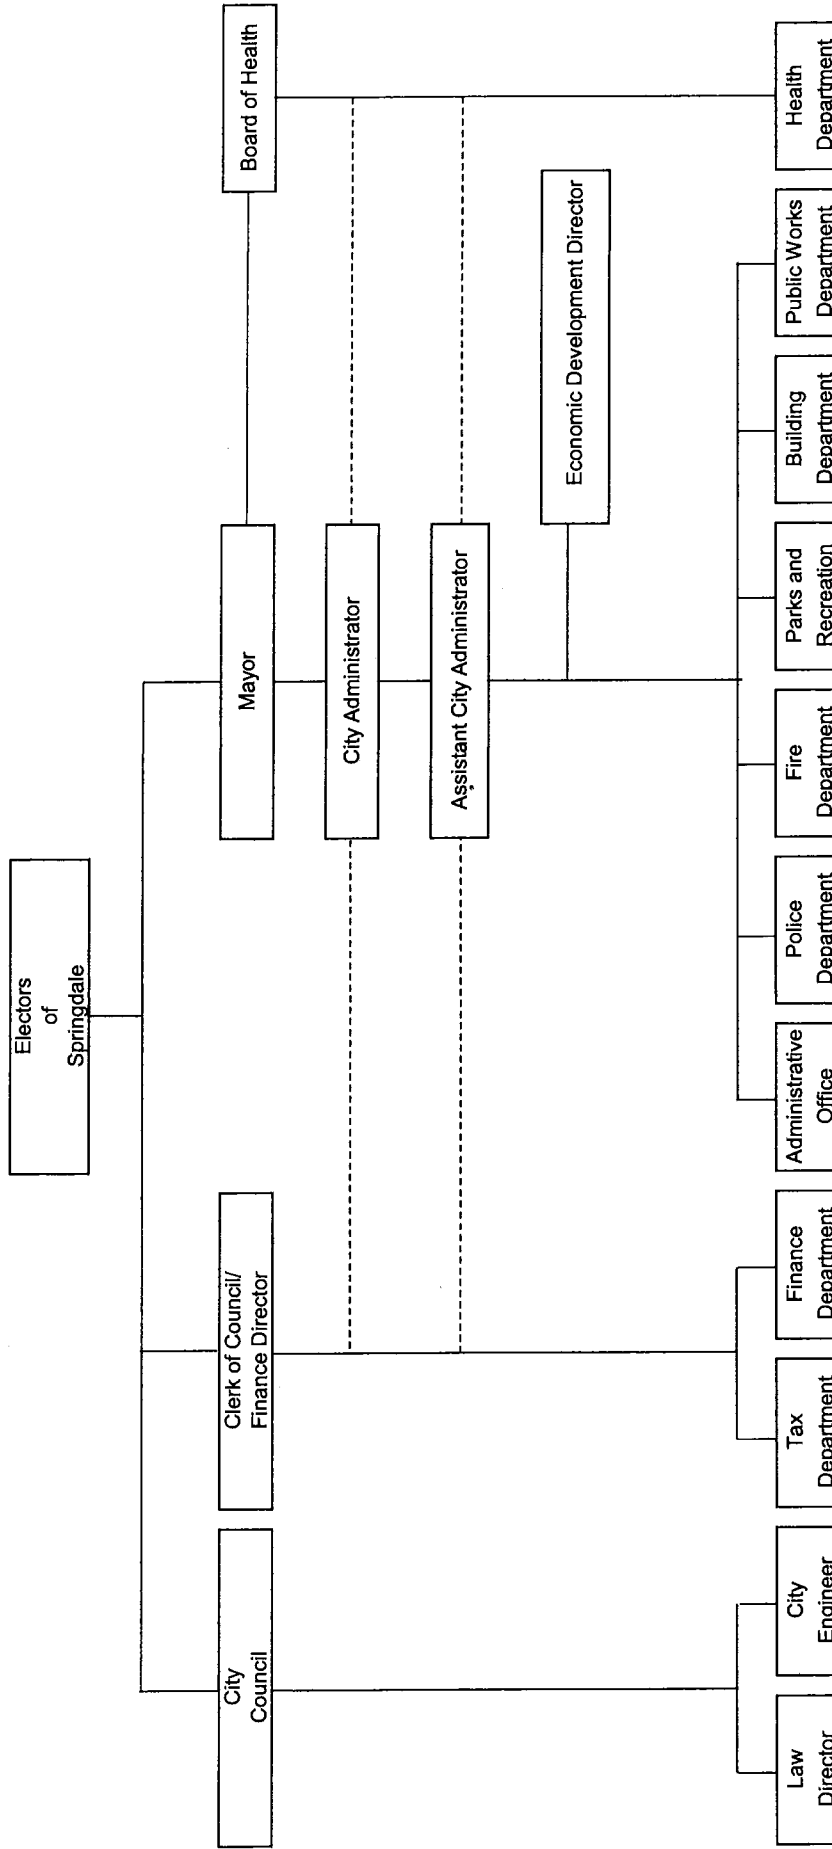 Electors
of
Springdale
City
Council
Clerk of Council/
Finance Director
Mayor
Board of Health
City Administrator
Assistant City Administrator
Economic Development Director
Law
Director
City
Engineer
Tax
Department
Finance
Department
Administrative
Office
Police
Department
Fire
Department
Parks and
Recreation
Building
Department
Public Works
Department
Health
Department